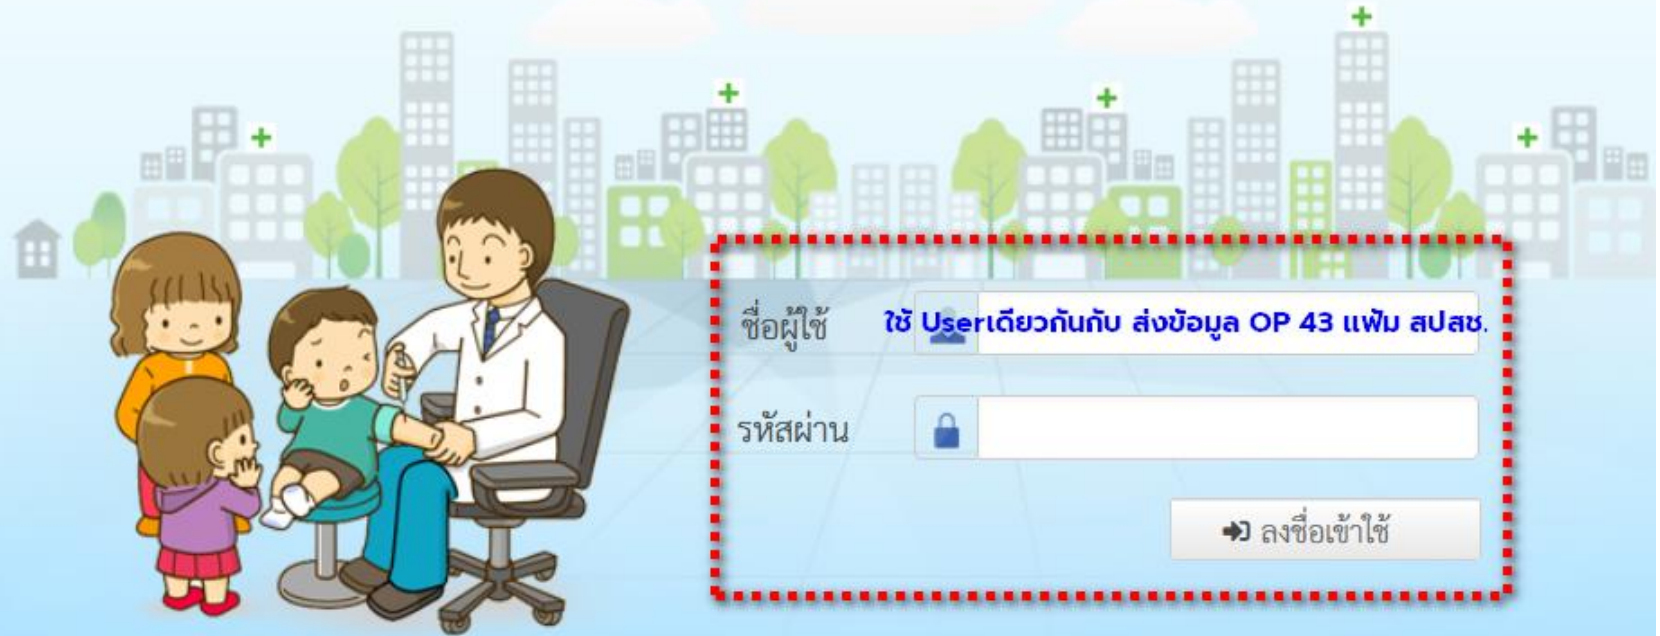 ชื่อผู้ใช้ ใช้ Userเดียวกันกับ ส่งข้อมูล OP 43 แฟ้ม สปสช.
รหัสผ่าน
ลงชื่อเข้าใช้